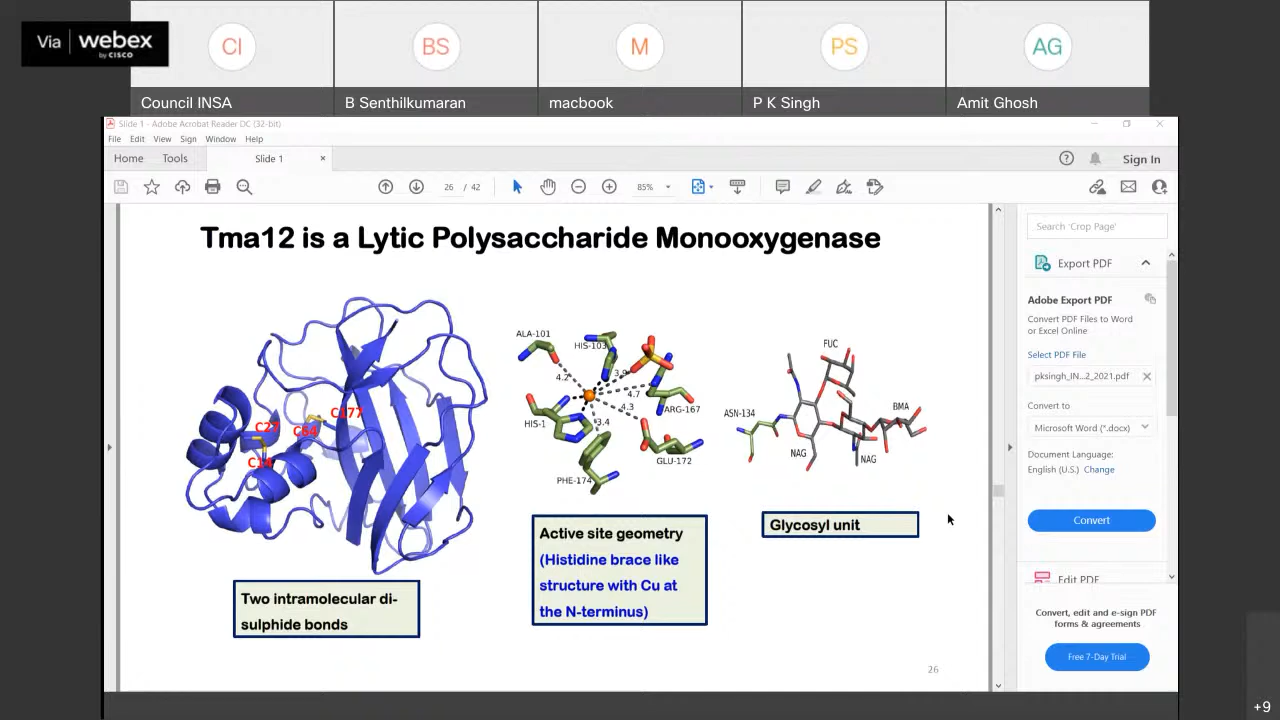 Via webex
by CISCO
CI
BS
M
PS
AG
Council INSA
B Senthilkumaran
macbook
P K Singh
Amit Ghosh
Slide 1 - Adobe Acrobat Reader DC (32-bit)
File Edit View Sign Window Help
Home Tools Slide 1 × Sign In
26 / 42 85%
Tma12 is a Lytic Polysaccharide Monooxygenase
C177
C27
C64
C14
Two intramolecular di-
sulphide bonds
ALA-101
HIS-103
4.2
3.9
4.7
4.3
ARG-167
HIS-1
3.4
GLU-172
PHE-174
Active site geometry
(Histidine brace like
structure with Cu at
the N-terminus)
FUC
ASN-134
BMA
NAG
NAG
Glycosyl unit
26
Search 'Crop Page'
Export PDF
Adobe Export PDF
Convert PDF Files to Word
or Excel Online
Select PDF File
pksingh_IN...2_2021.pdf
Convert to
Microsoft Word (*.docx)
Document Language:
English (U.S.) Change
Convert
Edit PDF
Convert, edit and e-sign PDF
forms & agreements
Free 7-Day Trial
+9